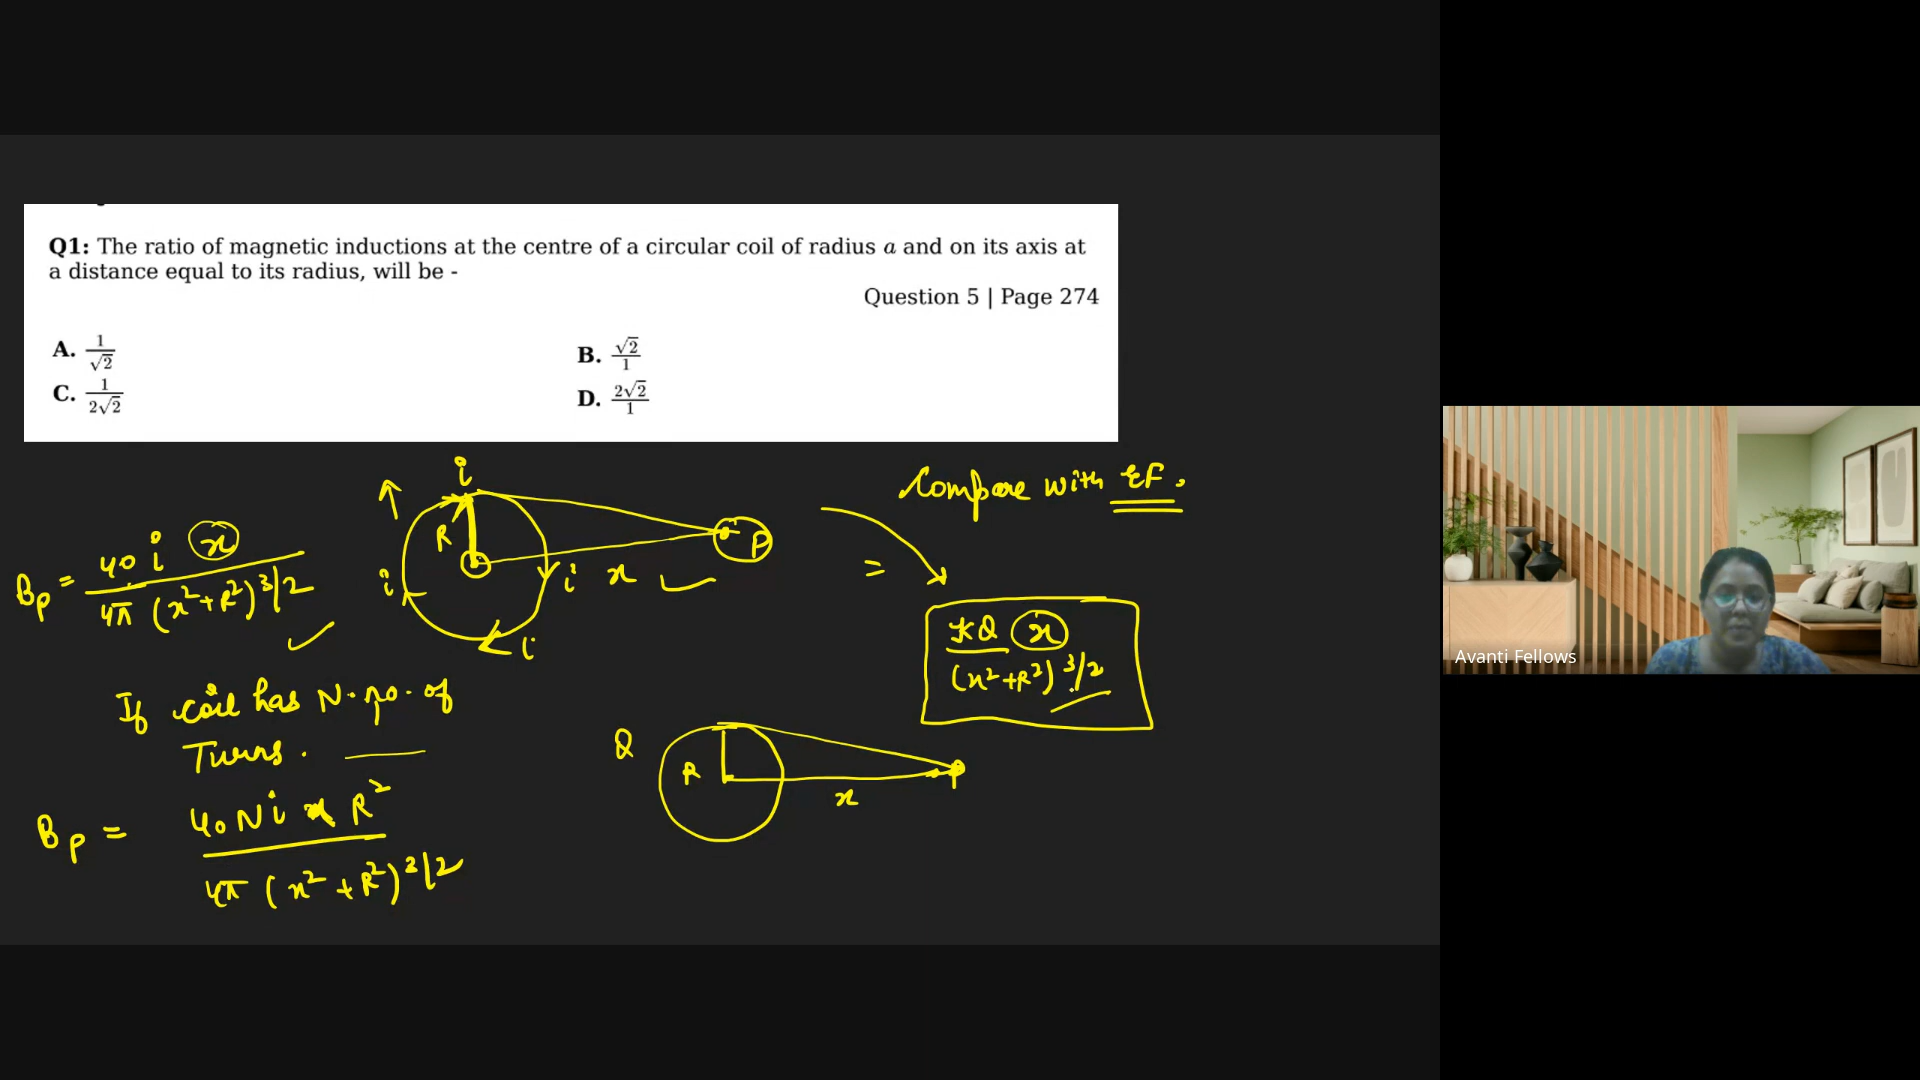 Q1: The ratio of magnetic inductions at the centre of a circular coil of radius a and on its axis at
a distance equal to its radius, will be -
Question 5 | Page 274
A. 1/√2
B. √2/1
C. 1/2√2
D. 2√2/1
Compare with EF.
i
R
P
i
i
x
i
Bp = μ0 i x / 4π (x²+R²)^3/2
=
KQ x / (x²+R²)^3/2
If coil has N. no. of
Turns.
Bp = μ0 N i R² / 4π (x² + R²)^3/2
Q
R
x
P
Avanti Fellows